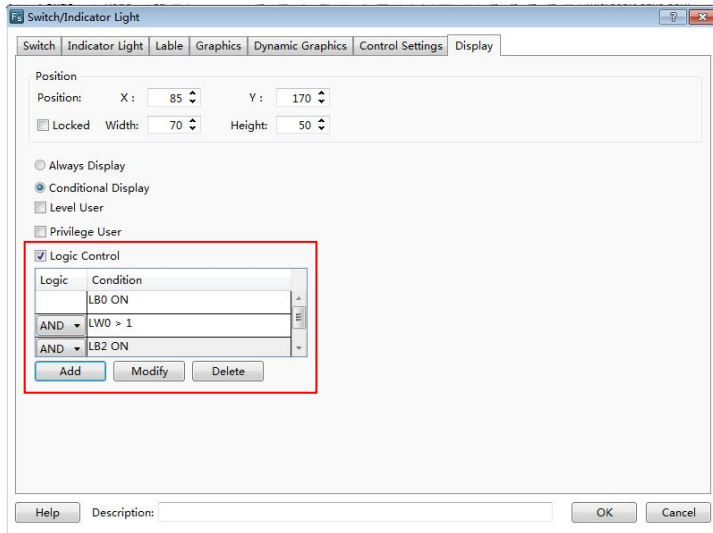 Fs Switch/Indicator Light
Switch Indicator Light Lable Graphics Dynamic Graphics Control Settings Display
Position
Position: X : 85 Y : 170
Locked Width: 70 Height: 50
Always Display
Conditional Display
Level User
Privilege User
Logic Control
Logic Condition
LB0 ON
AND LW0 > 1
AND LB2 ON
Add Modify Delete
Help Description: OK Cancel